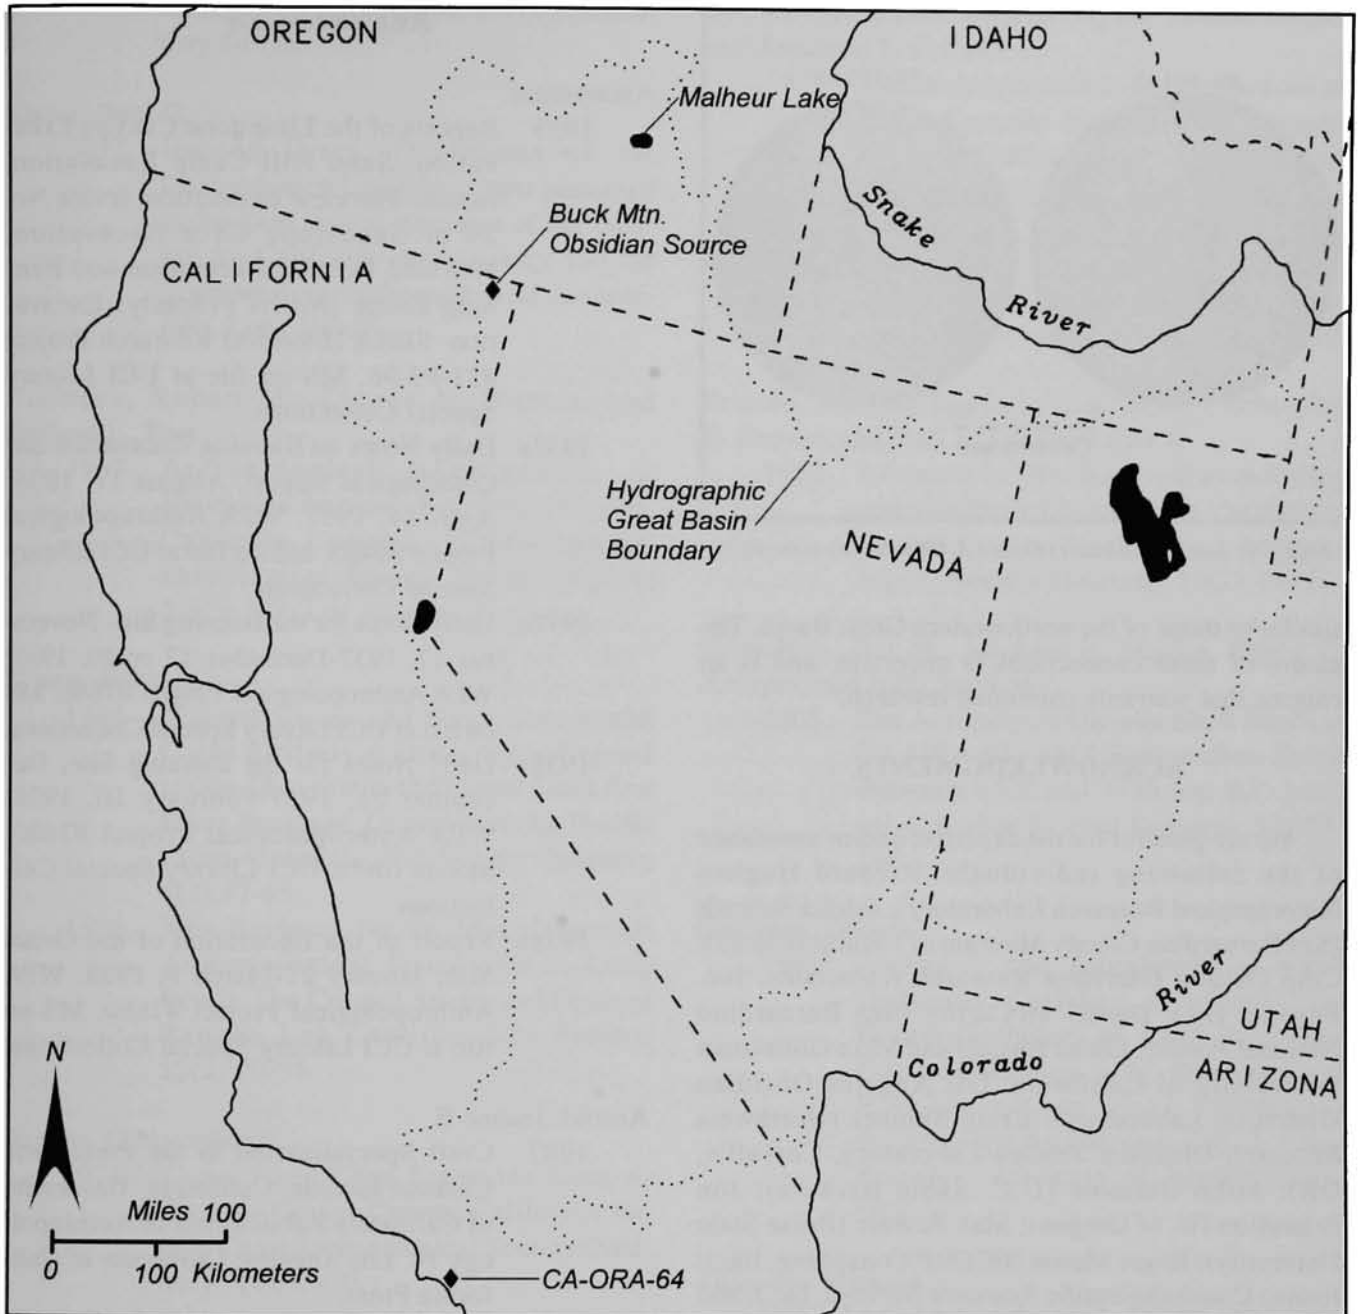 OREGON
IDAHO
Malheur Lake
Snake
River
Buck Mtn.
Obsidian Source
CALIFORNIA
Hydrographic
Great Basin
Boundary
NEVADA
River
UTAH
Colorado
ARIZONA
N
Miles 100
0
100 Kilometers
CA-ORA-64